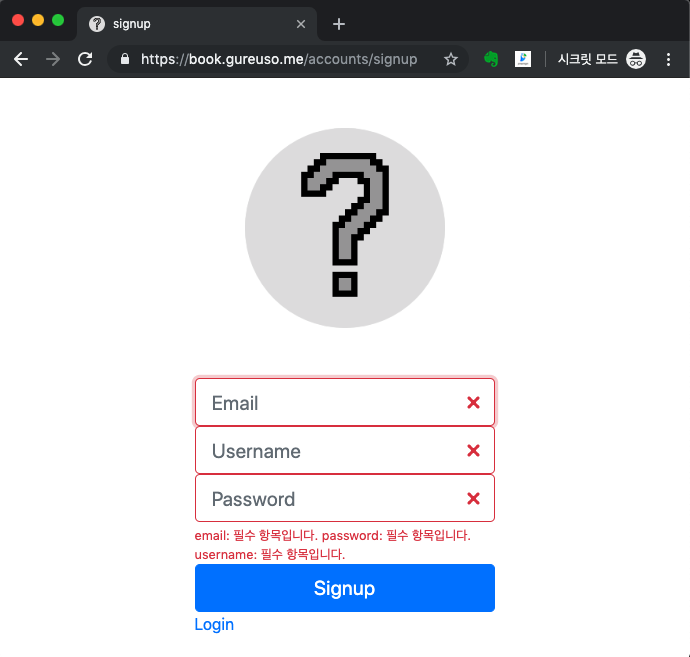 signup
https://book.gureuso.me/accounts/signup
시크릿 모드
Email
Username
Password
email: 필수 항목입니다. password: 필수 항목입니다.
username: 필수 항목입니다.
Signup
Login